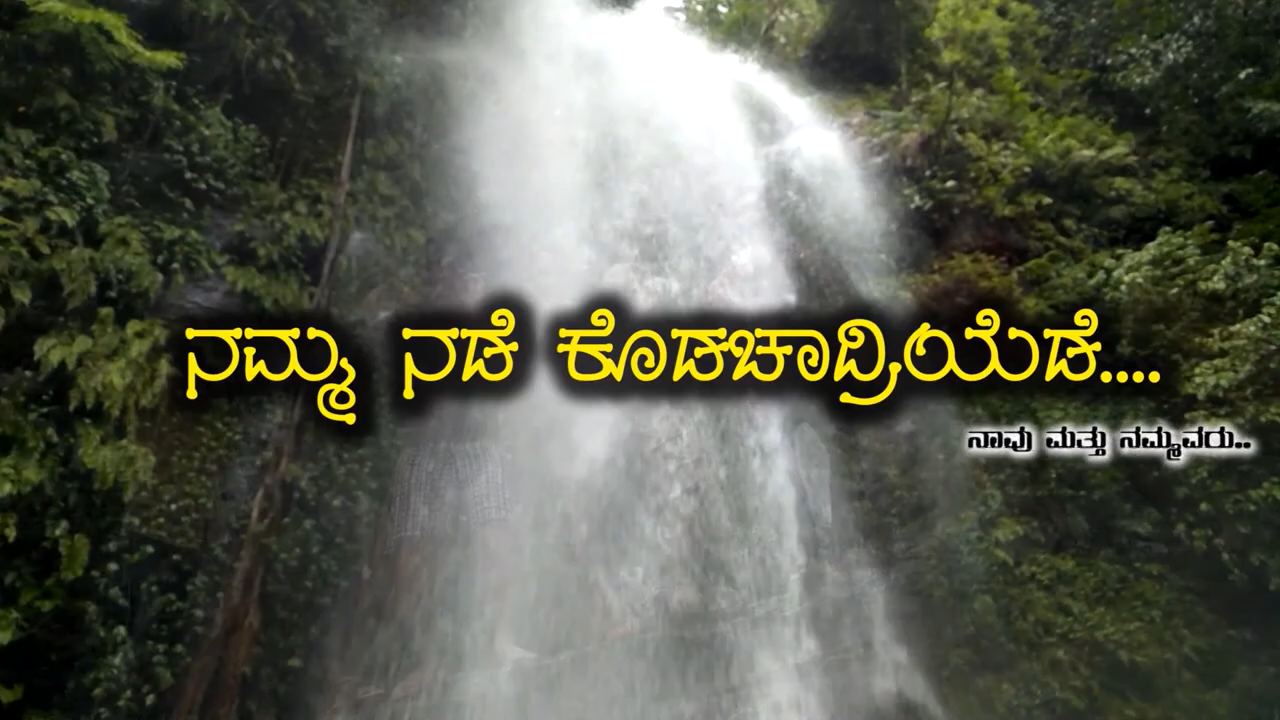 ನಮ್ಮ ನಡೆ ಕೊಡಚಾದ್ರಿಯೆಡೆ....
ನಾವು ಮತ್ತು ನಮ್ಮವರು..